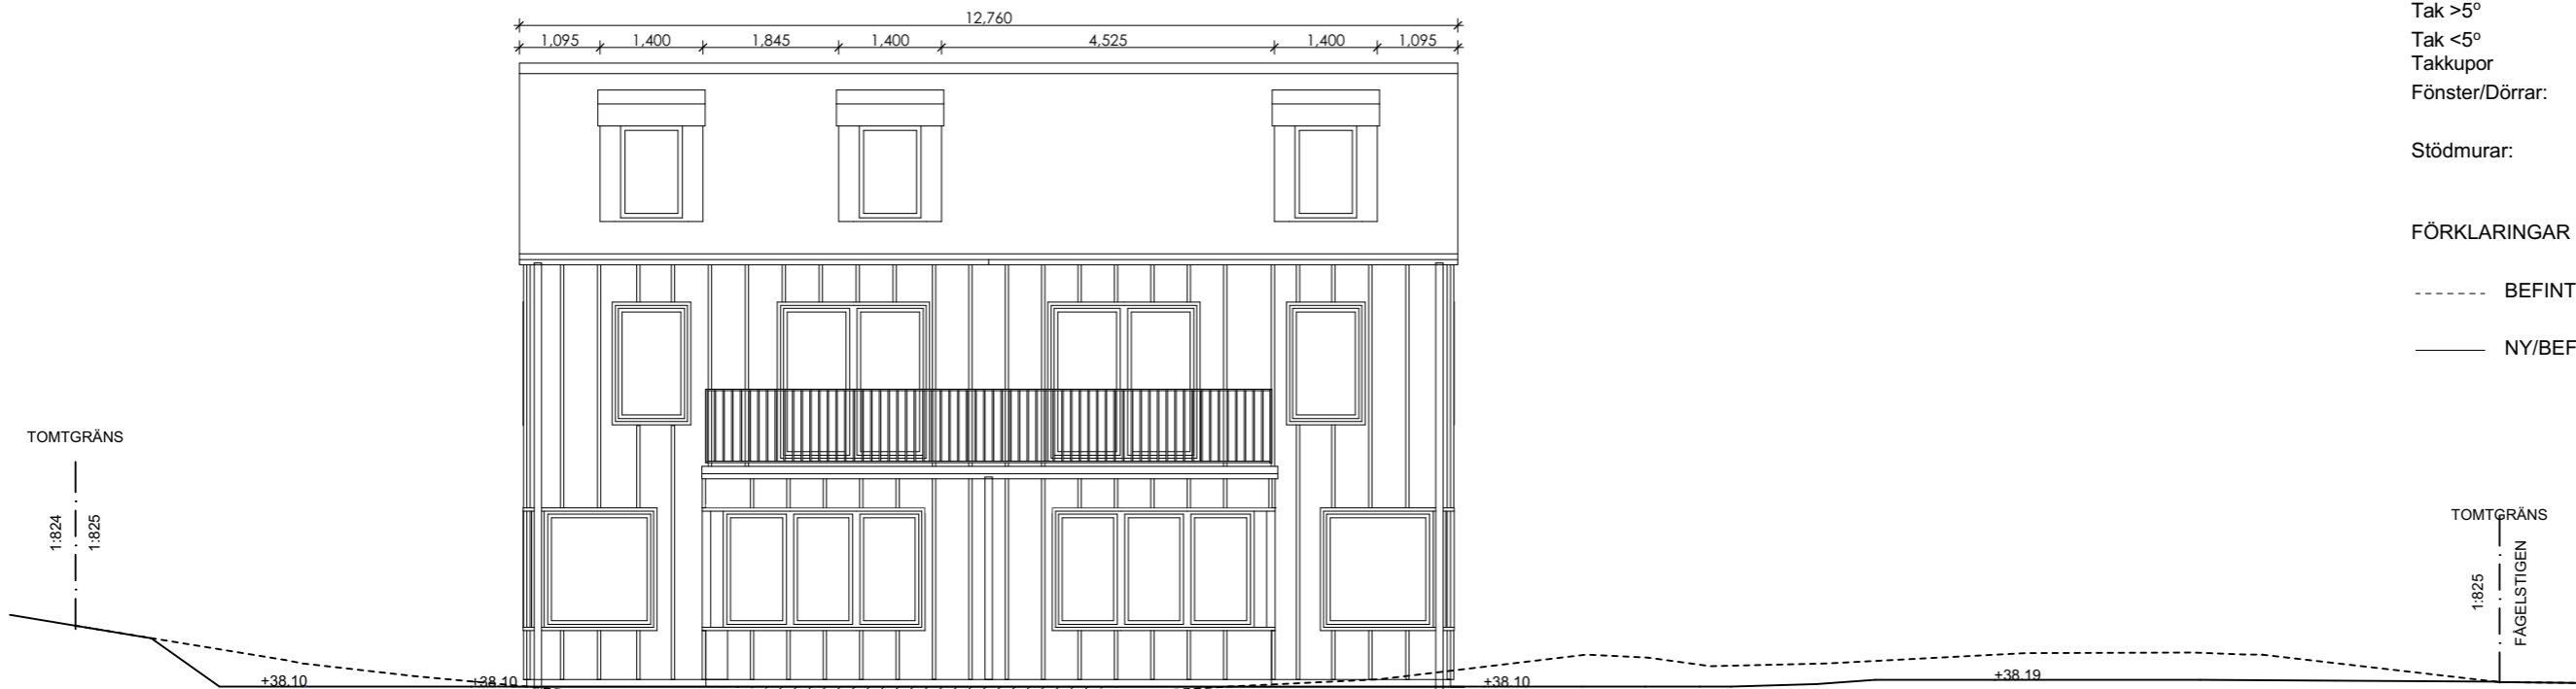 12,760
1,095 1,400 1,845 1,400 4,525 1,400 1,095
Tak >5º
Tak <5º
Takkupor
Fönster/Dörrar:
Stödmurar:
FÖRKLARINGAR
BEFINT
NY/BEF
TOMTGRÄNS
1:824
1:825
TOMTGRÄNS
1:825
FÅGELSTIGEN
+38.10
+38.10
+38.10
+38.19